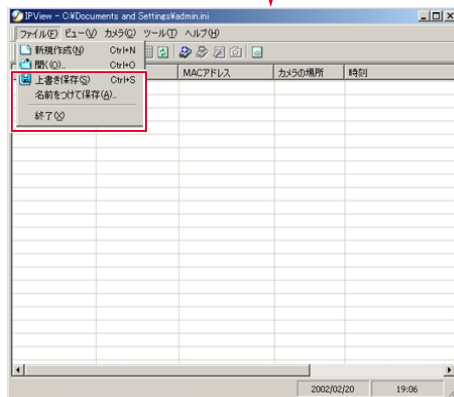 IPView - C:¥Documents and Settings¥admin.ini
ファイル(F) ビュー(V) カメラ(C) ツール(T) ヘルプ(H)
新規作成(N) Ctrl+N
開く(O)... Ctrl+O
MACアドレス カメラの場所 時刻
上書き保存(S) Ctrl+S
名前をつけて保存(A)...
終了(X)
2002/02/20 19:06